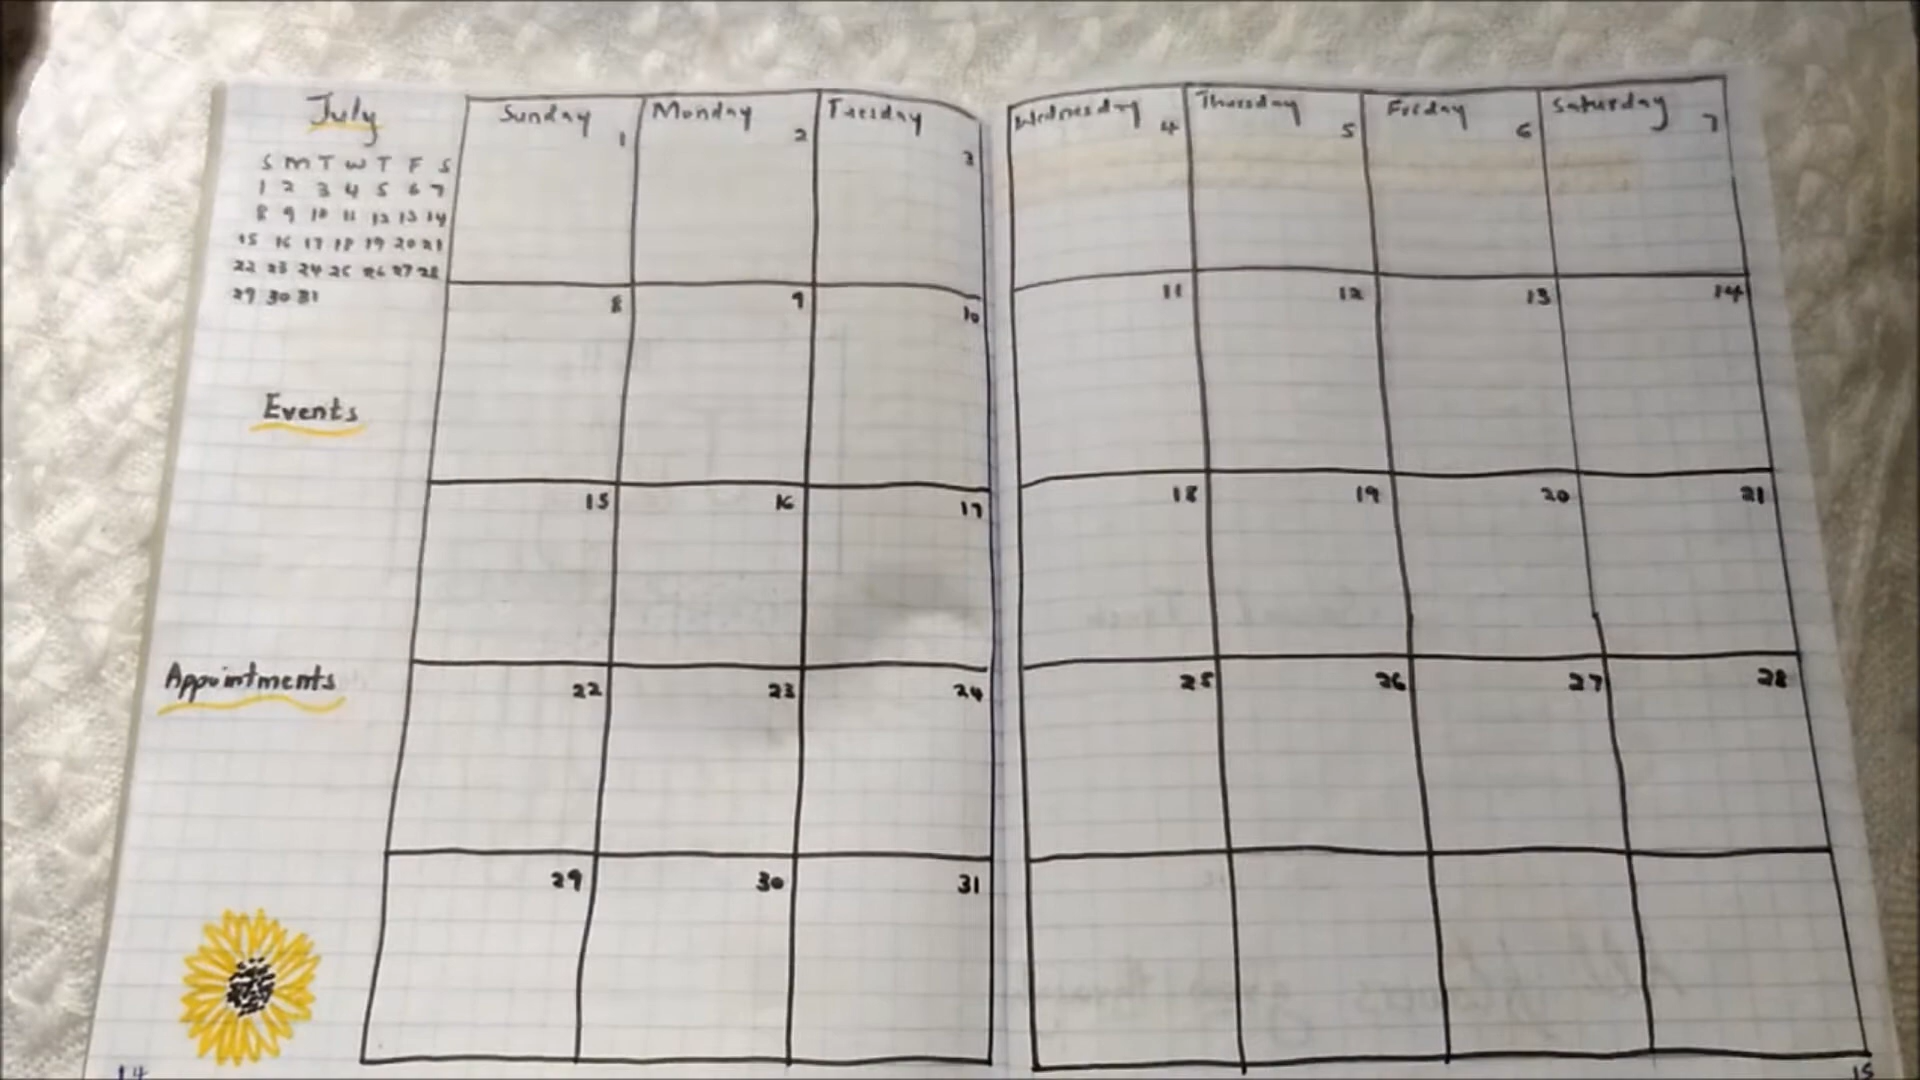 July
S M T W T F S
1 2 3 4 5 6 7
8 9 10 11 12 13 14
15 16 17 18 19 20 21
22 23 24 25 26 27 28
29 30 31
Events
Appointments
14
Sunday Monday Tuesday Wednesday Thursday Friday Saturday
1 2 3 4 5 6 7
8 9 10 11 12 13 14
15 16 17 18 19 20 21
22 23 24 25 26 27 28
29 30 31
15